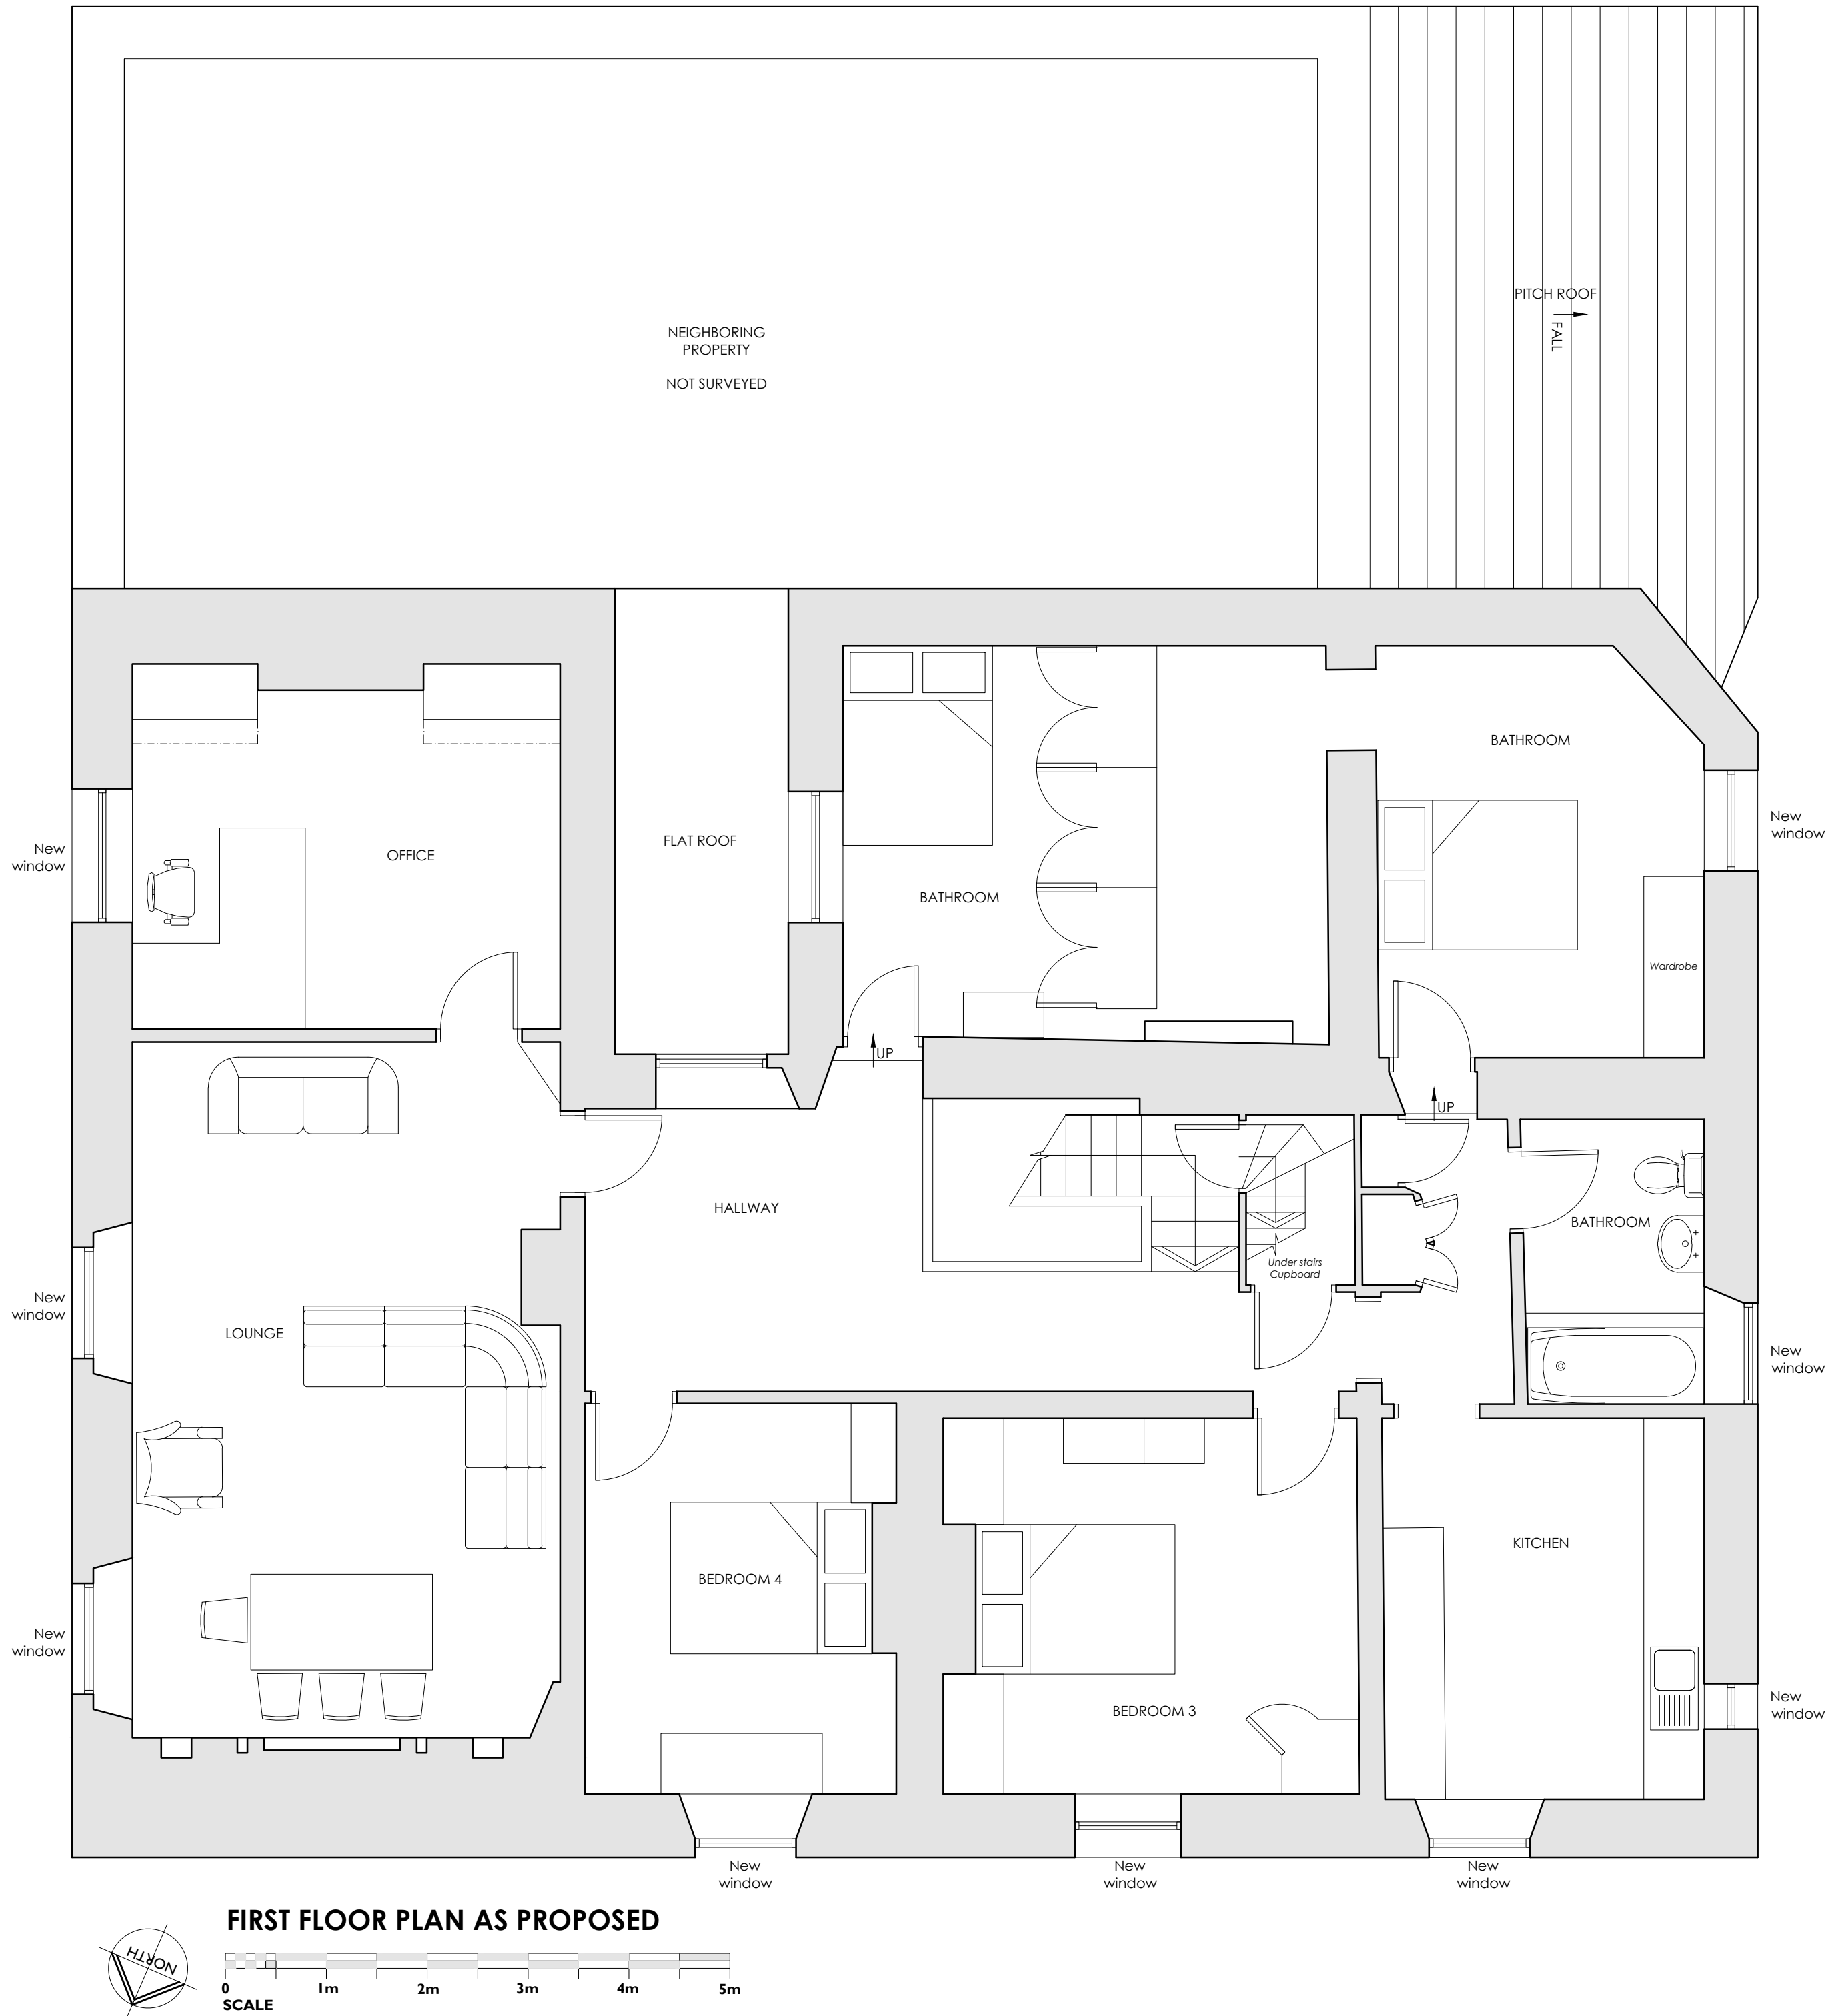 PITCH ROOF
FALL
NEIGHBORING
PROPERTY
NOT SURVEYED
BATHROOM
New
window
FLAT ROOF
New
window
OFFICE
BATHROOM
Wardrobe
UP
UP
HALLWAY
BATHROOM
Under stairs
Cupboard
New
window
LOUNGE
New
window
KITCHEN
BEDROOM 4
New
window
BEDROOM 3
New
window
New
window
New
window
New
window
FIRST FLOOR PLAN AS PROPOSED
NORTH
0 1m 2m 3m 4m 5m
SCALE